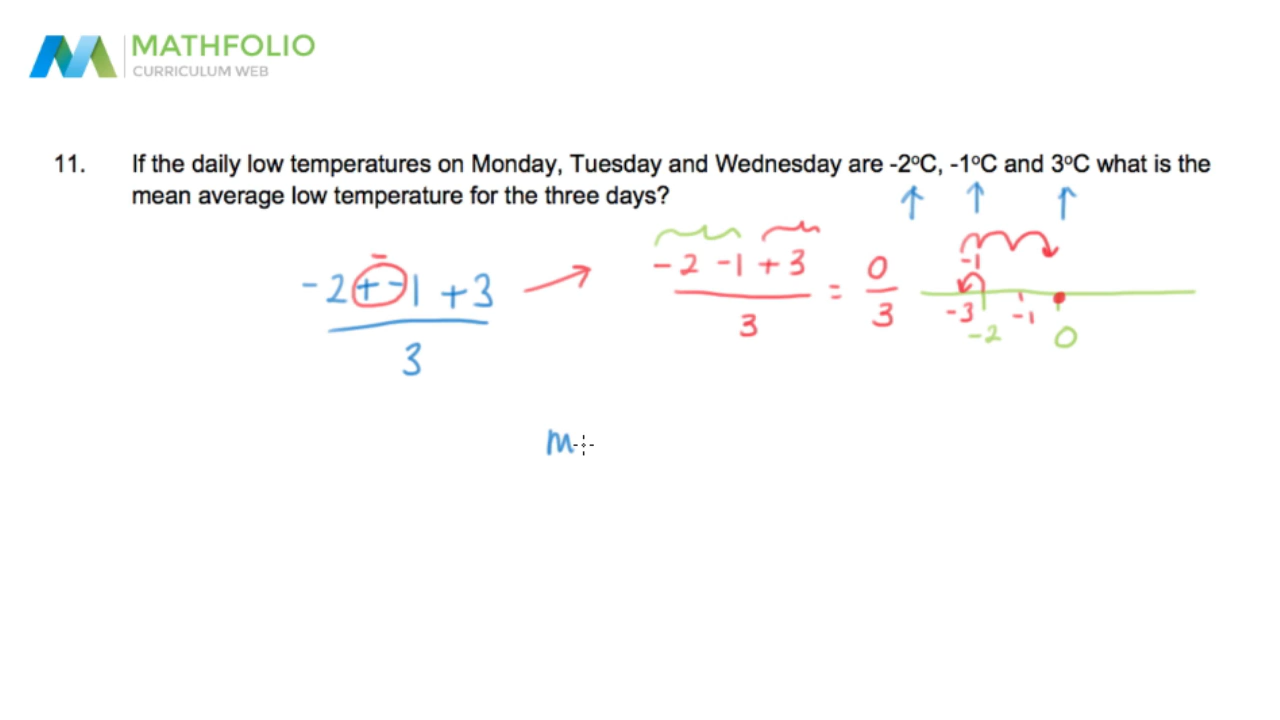 MATHFOLIO
CURRICULUM WEB
11. If the daily low temperatures on Monday, Tuesday and Wednesday are -2ºC, -1ºC and 3ºC what is the
mean average low temperature for the three days?
-
-2 + -1 + 3
3
-2 -1 + 3
3
=
0
3
-1
-3 -1
-2 0
m